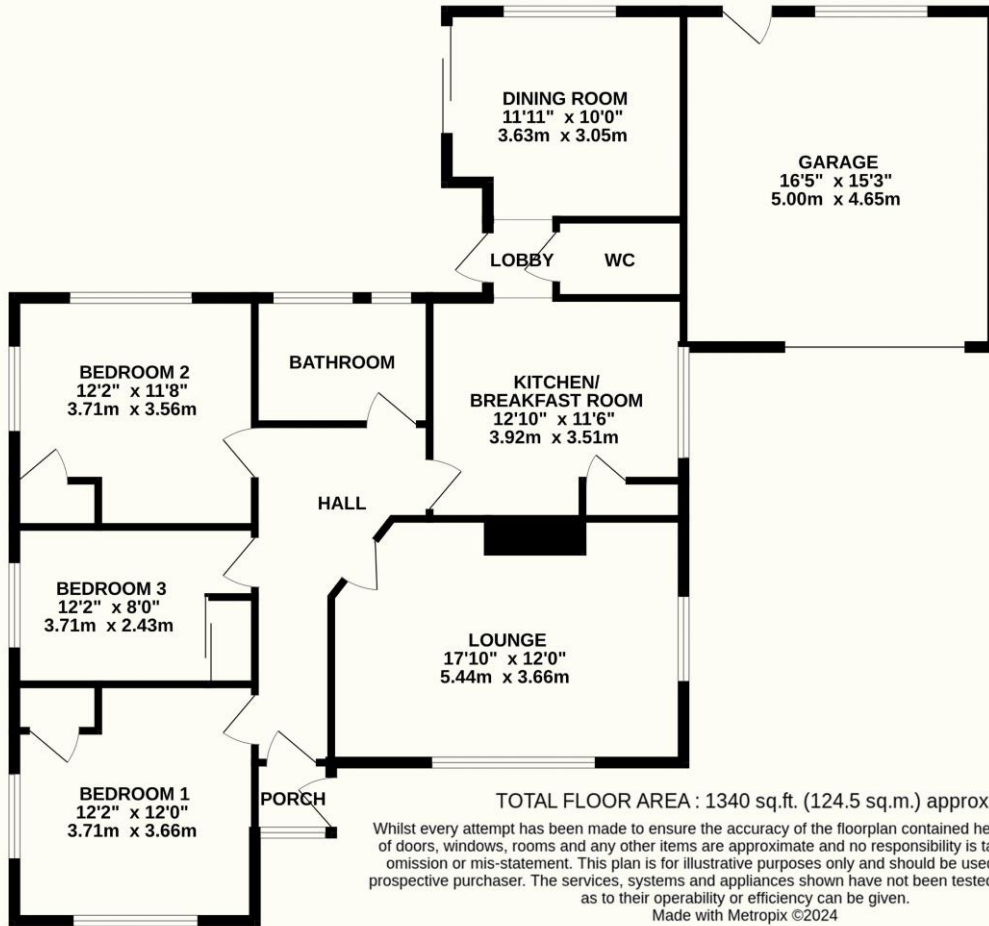 DINING ROOM
11'11" x 10'0"
3.63m x 3.05m
GARAGE
16'5" x 15'3"
5.00m x 4.65m
LOBBY
WC
BEDROOM 2
12'2" x 11'8"
3.71m x 3.56m
BATHROOM
KITCHEN/
BREAKFAST ROOM
12'10" x 11'6"
3.92m x 3.51m
HALL
BEDROOM 3
12'2" x 8'0"
3.71m x 2.43m
LOUNGE
17'10" x 12'0"
5.44m x 3.66m
BEDROOM 1
12'2" x 12'0"
3.71m x 3.66m
PORCH
TOTAL FLOOR AREA : 1340 sq.ft. (124.5 sq.m.) approx
Whilst every attempt has been made to ensure the accuracy of the floorplan contained he
of doors, windows, rooms and any other items are approximate and no responsibility is ta
omission or mis-statement. This plan is for illustrative purposes only and should be used
prospective purchaser. The services, systems and appliances shown have not been tested
as to their operability or efficiency can be given.
Made with Metropix ©2024